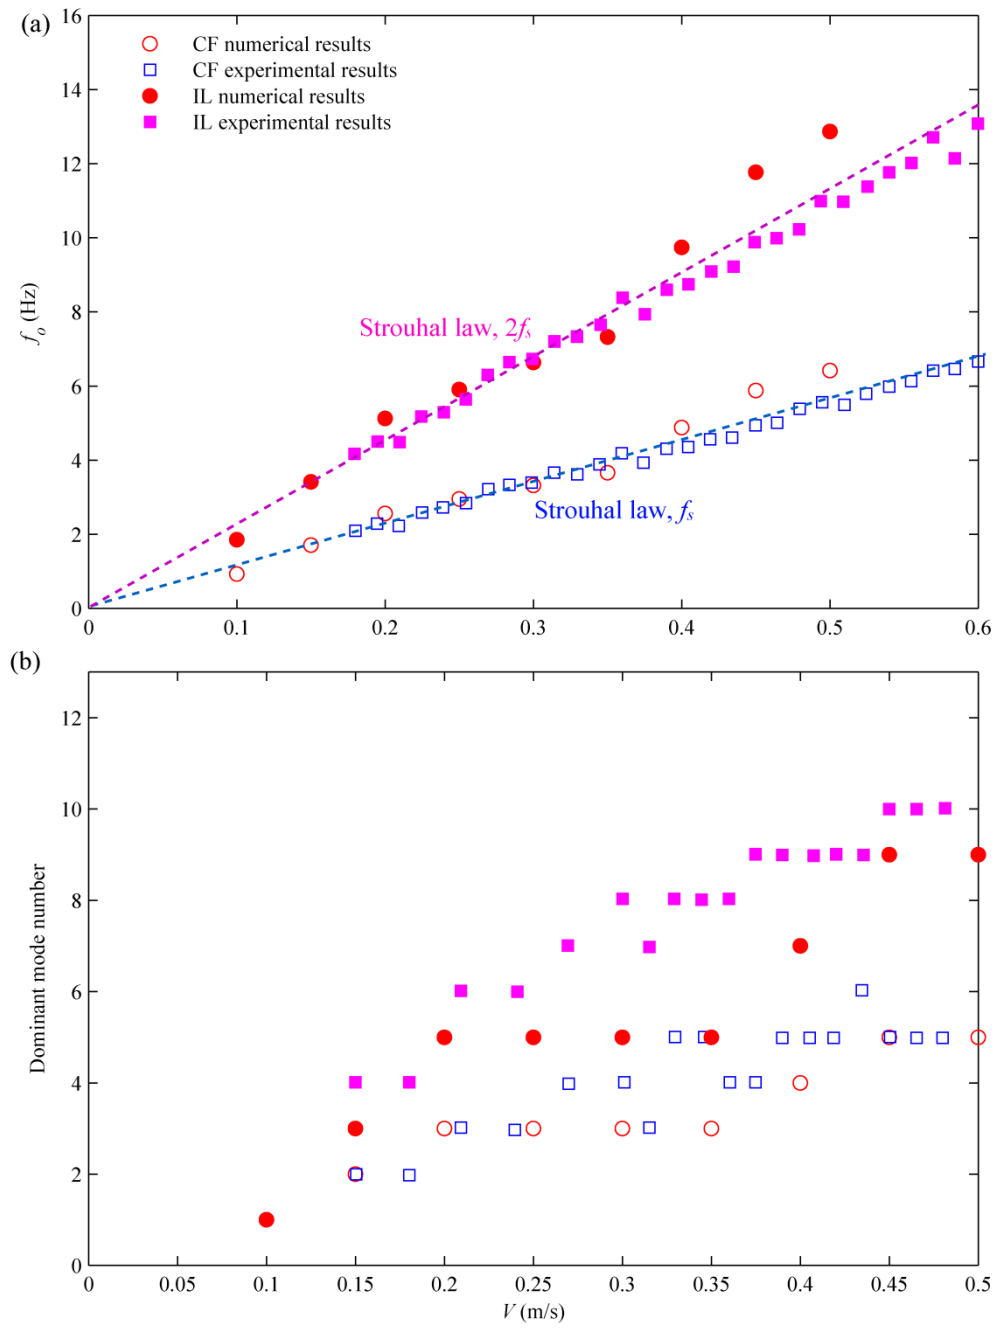 (a)
16
14
12
10
8
6
4
2
0
f_o (Hz)
CF numerical results
CF experimental results
IL numerical results
IL experimental results
Strouhal law, 2f_s
Strouhal law, f_s
0 0.1 0.2 0.3 0.4 0.5 0.6
(b)
12
10
8
6
4
2
0
Dominant mode number
0 0.05 0.1 0.15 0.2 0.25 0.3 0.35 0.4 0.45 0.5
V (m/s)